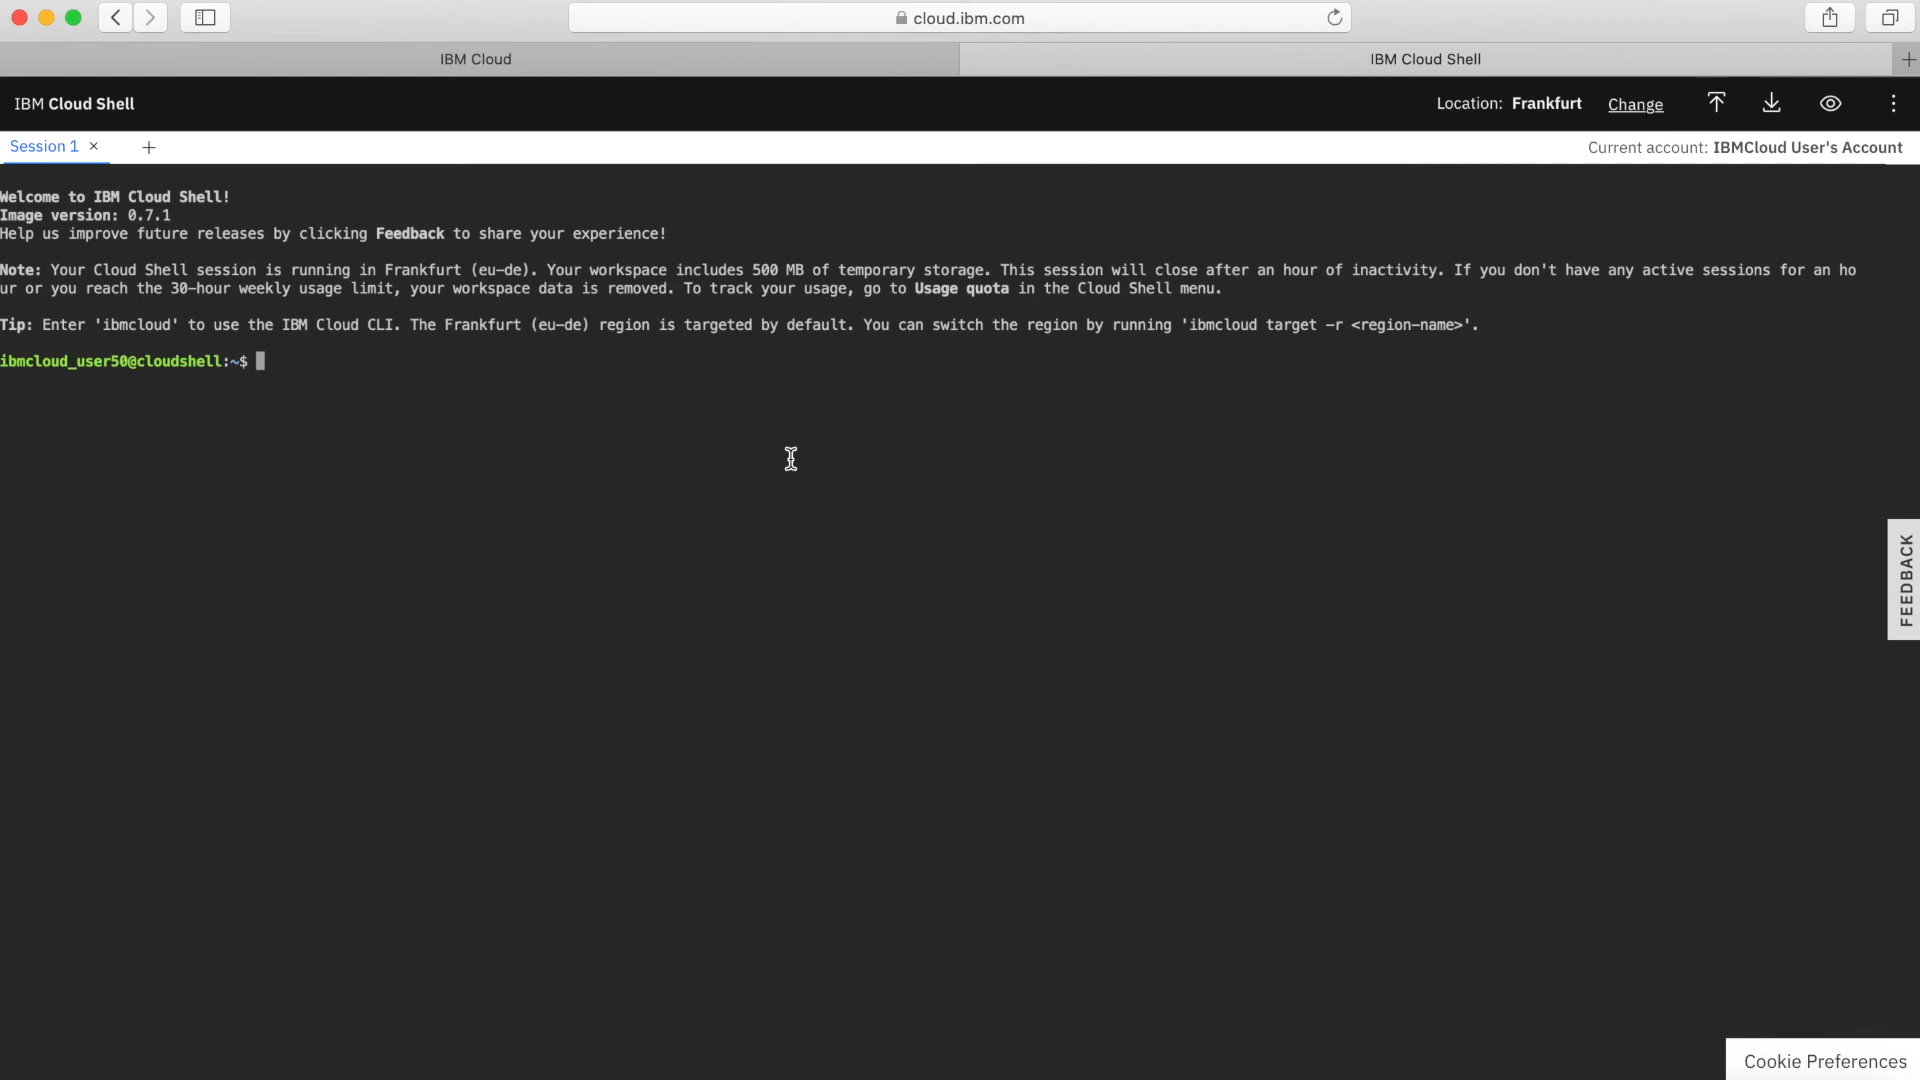 cloud.ibm.com
IBM Cloud
IBM Cloud Shell
IBM Cloud Shell
Location: Frankfurt Change
Session 1
Current account: IBMCloud User's Account
Welcome to IBM Cloud Shell!
Image version: 0.7.1
Help us improve future releases by clicking Feedback to share your experience!
Note: Your Cloud Shell session is running in Frankfurt (eu-de). Your workspace includes 500 MB of temporary storage. This session will close after an hour of inactivity. If you don't have any active sessions for an ho
ur or you reach the 30-hour weekly usage limit, your workspace data is removed. To track your usage, go to Usage quota in the Cloud Shell menu.
Tip: Enter 'ibmcloud' to use the IBM Cloud CLI. The Frankfurt (eu-de) region is targeted by default. You can switch the region by running 'ibmcloud target -r <region-name>'.
ibmcloud_user50@cloudshell:~$
FEEDBACK
Cookie Preferences